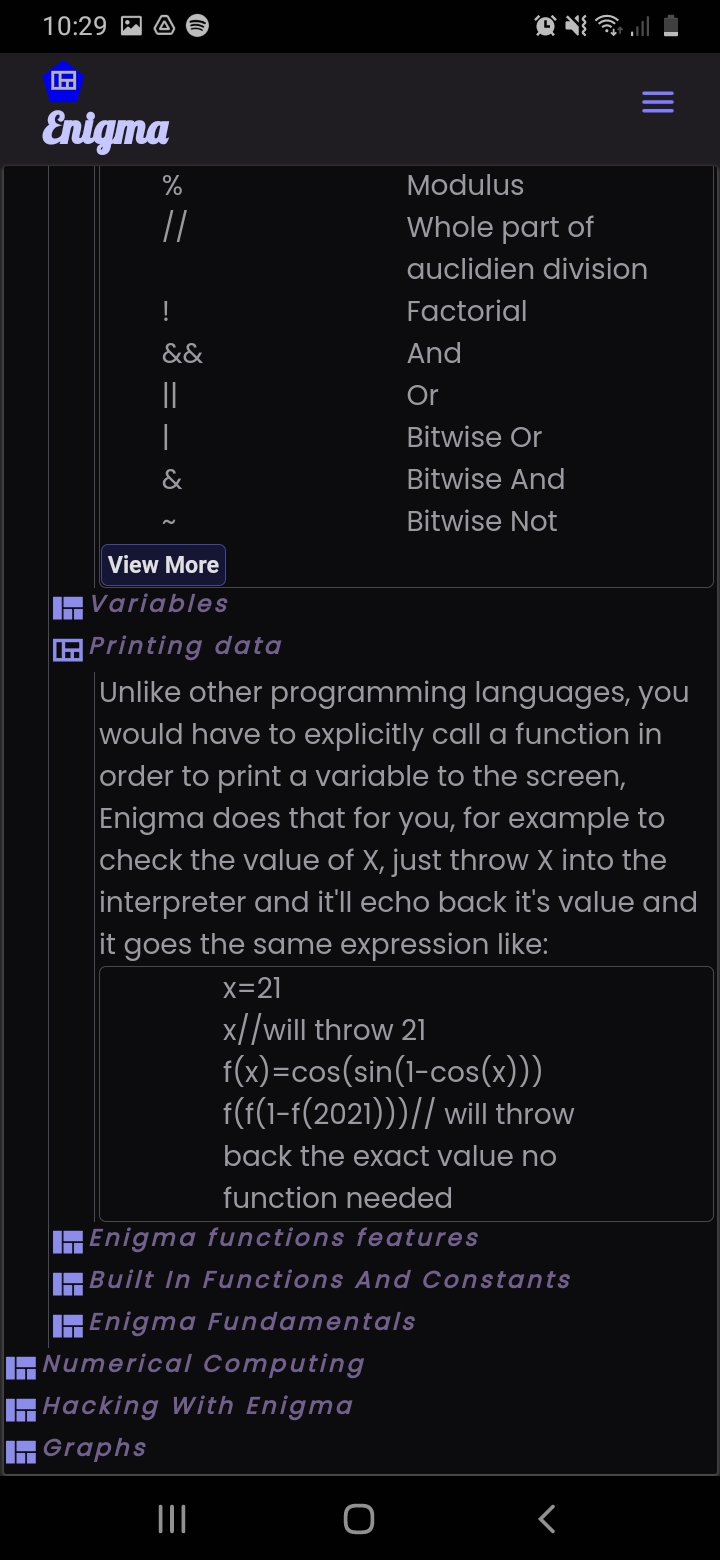 10:29
Enigma
% Modulus
// Whole part of
auclidien division
! Factorial
&& And
|| Or
| Bitwise Or
& Bitwise And
~ Bitwise Not
View More
Variables
Printing data
Unlike other programming languages, you
would have to explicitly call a function in
order to print a variable to the screen,
Enigma does that for you, for example to
check the value of X, just throw X into the
interpreter and it'll echo back it's value and
it goes the same expression like:
x=21
x//will throw 21
f(x)=cos(sin(1-cos(x)))
f(f(1-f(2021)))// will throw
back the exact value no
function needed
Enigma functions features
Built In Functions And Constants
Enigma Fundamentals
Numerical Computing
Hacking With Enigma
Graphs